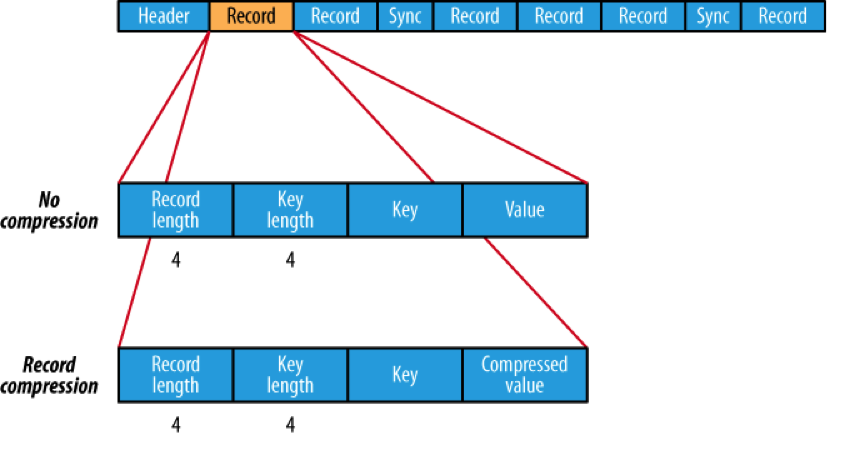 Header Record Record Sync Record Record Record Sync Record
No
compression
Record
length
Key
length
Key
Value
4 4
Record
compression
Record
length
Key
length
Key
Compressed
value
4 4